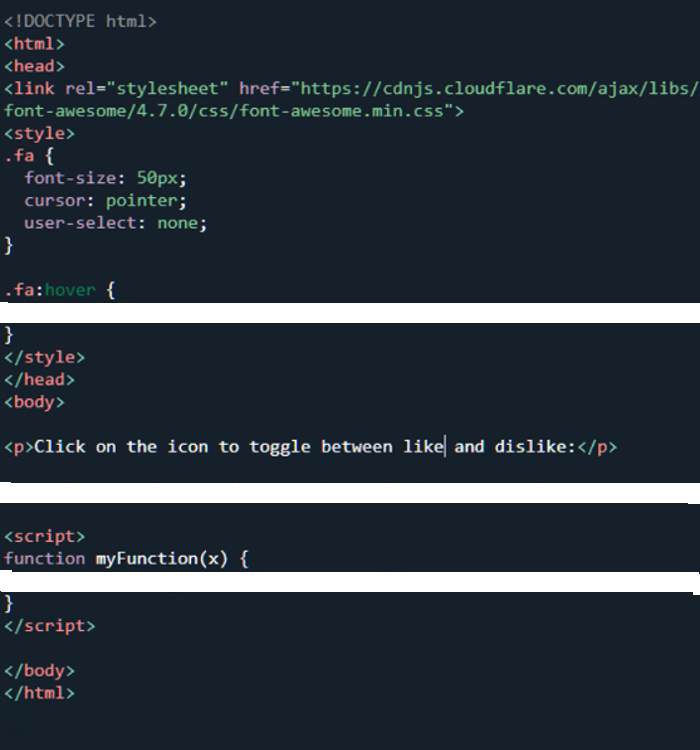 <!DOCTYPE html>
<html>
<head>
<link rel="stylesheet" href="https://cdnjs.cloudflare.com/ajax/libs/
font-awesome/4.7.0/css/font-awesome.min.css">
<style>
.fa {
  font-size: 50px;
  cursor: pointer;
  user-select: none;
}
.fa:hover {
}
</style>
</head>
<body>
<p>Click on the icon to toggle between like and dislike:</p>
<script>
function myFunction(x) {
}
</script>
</body>
</html>